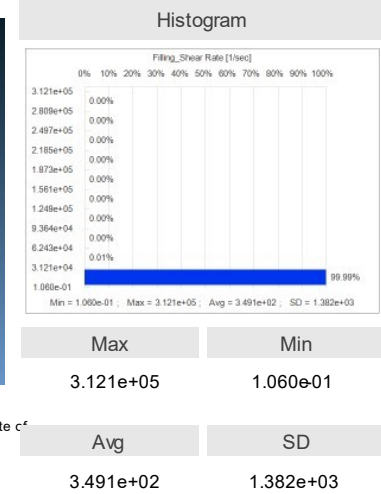 Histogram
Filling_Shear Rate [1/sec]
0% 10% 20% 30% 40% 50% 60% 70% 80% 90% 100%
3.121e+05
0.00%
2.809e+05
0.00%
2.497e+05
0.00%
2.185e+05
0.00%
1.873e+05
0.00%
1.561e+05
0.00%
1.249e+05
0.00%
9.364e+04
0.00%
6.243e+04
0.01%
3.121e+04
99.99%
1.060e-01
Min = 1.060e-01 ; Max = 3.121e+05 ; Avg = 3.491e+02 ; SD = 1.382e+03
Max Min
3.121e+05 1.060e-01
of
Avg SD
3.491e+02 1.382e+03